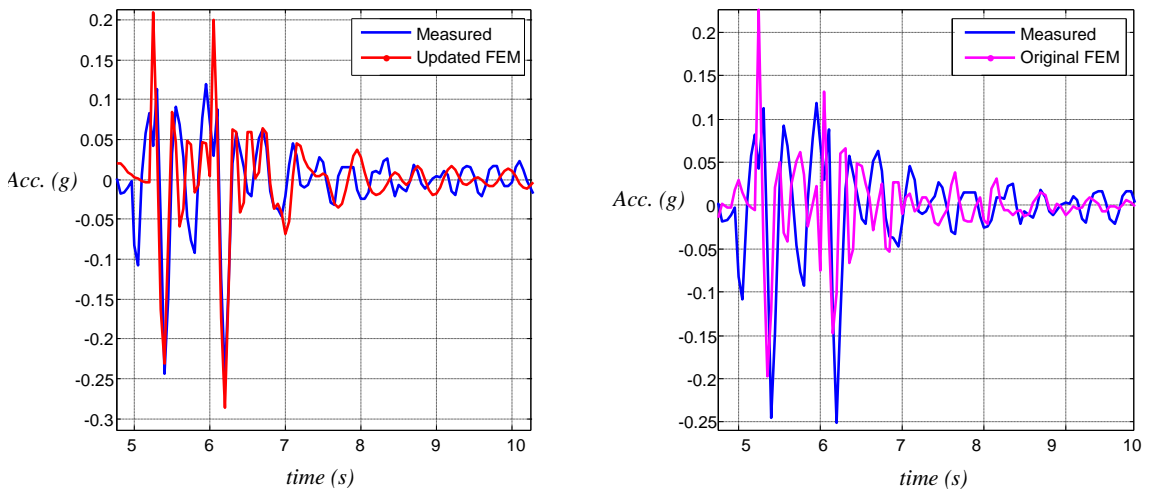 0.2
0.15
0.1
0.05
0
-0.05
-0.1
-0.15
-0.2
-0.25
-0.3
Acc. (g)
5 6 7 8 9 10
time (s)
Measured
Updated FEM
0.2
0.15
0.1
0.05
0
-0.05
-0.1
-0.15
-0.2
-0.25
Acc. (g)
5 6 7 8 9 10
time (s)
Measured
Original FEM